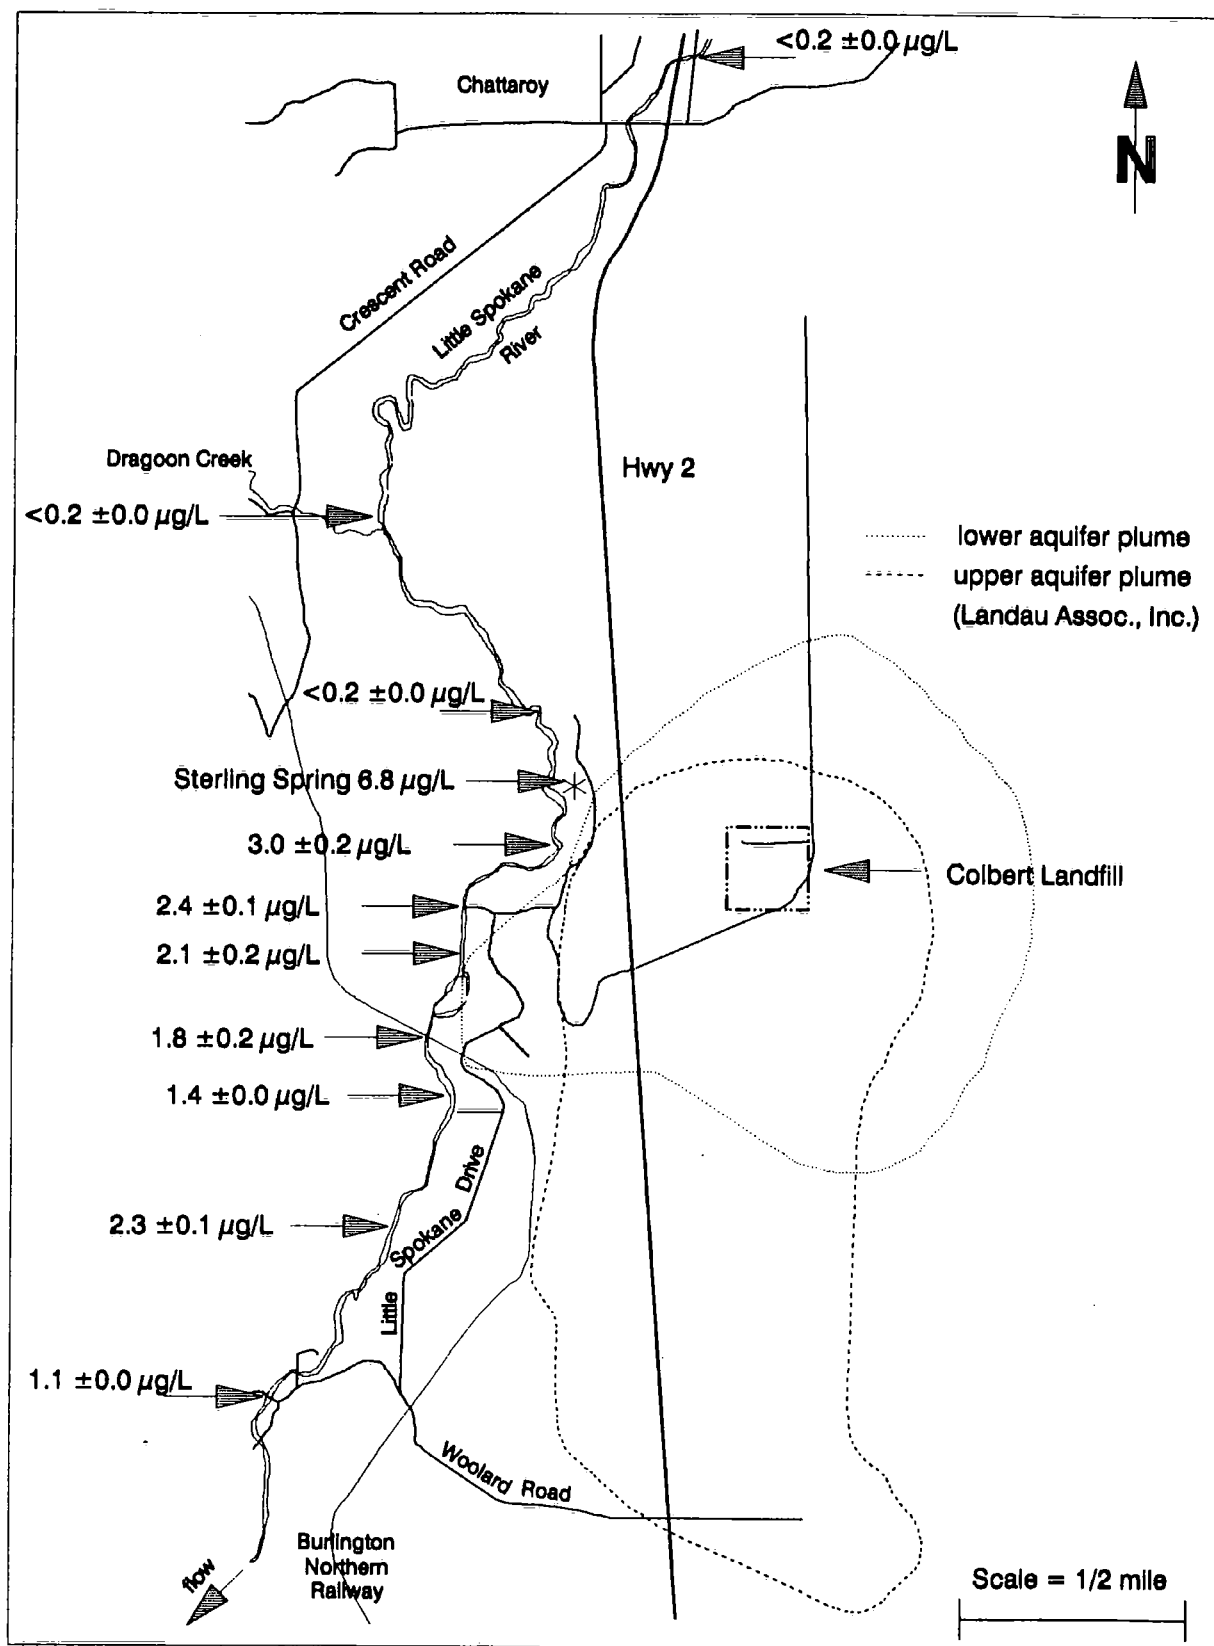 <0.2 ±0.0 µg/L
Chattaroy
N
Crescent Road
Little Spokane
River
Dragoon Creek
Hwy 2
<0.2 ±0.0 µg/L
lower aquifer plume
upper aquifer plume
(Landau Assoc., Inc.)
<0.2 ±0.0 µg/L
Sterling Spring 6.8 µg/L
3.0 ±0.2 µg/L
Colbert Landfill
2.4 ±0.1 µg/L
2.1 ±0.2 µg/L
1.8 ±0.2 µg/L
1.4 ±0.0 µg/L
2.3 ±0.1 µg/L
Little Spokane Drive
1.1 ±0.0 µg/L
Woolard Road
Burlington
Northern
Railway
flow
Scale = 1/2 mile